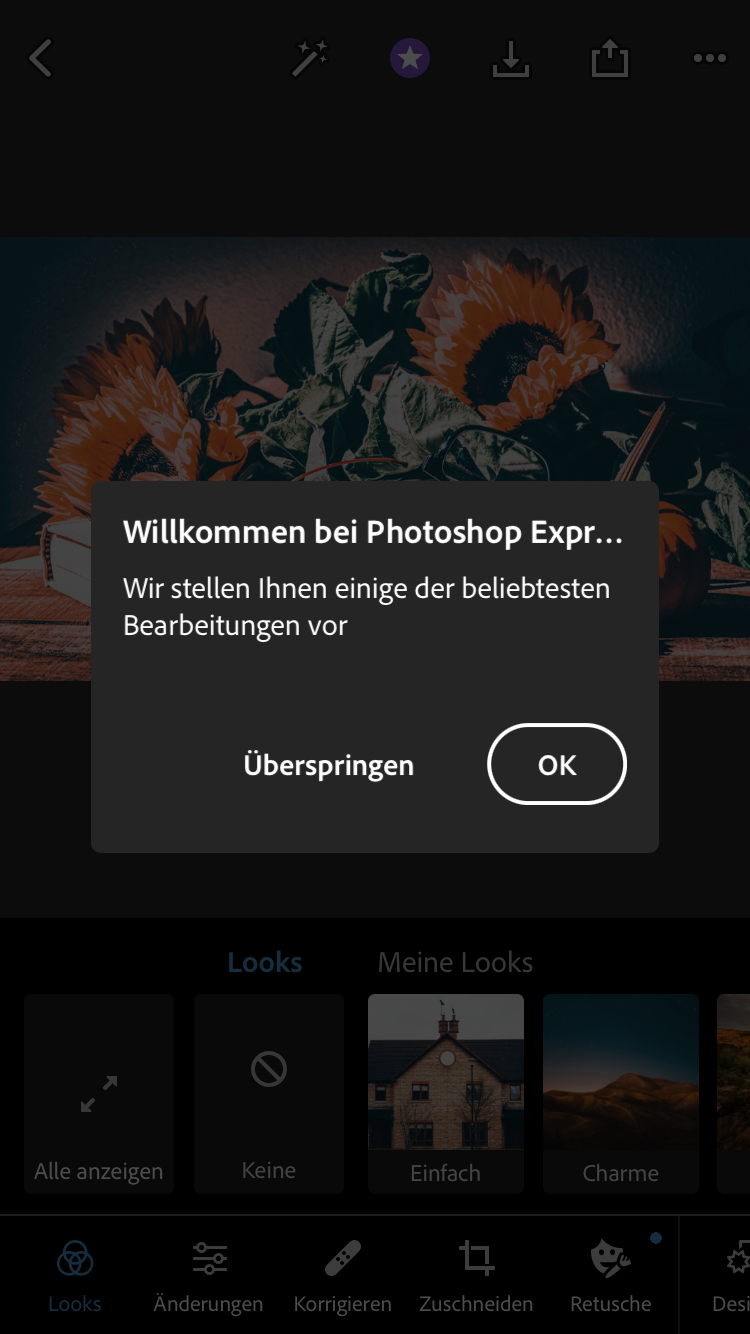 Willkommen bei Photoshop Expr...
Wir stellen Ihnen einige der beliebtesten
Bearbeitungen vor
Überspringen
OK
Looks
Meine Looks
Alle anzeigen
Keine
Einfach
Charme
Looks
Änderungen
Korrigieren
Zuschneiden
Retusche
Desi